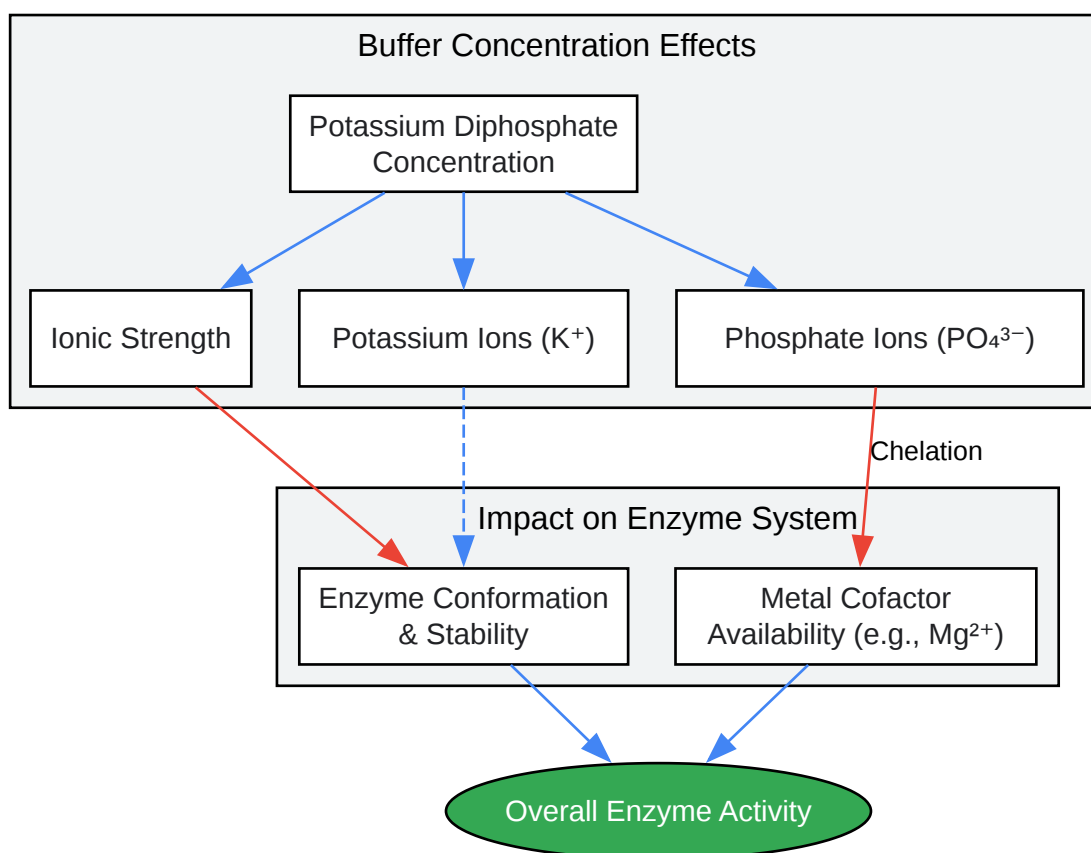 Buffer Concentration Effects
Potassium Diphosphate
Concentration
Ionic Strength
Potassium Ions (K⁺)
Phosphate Ions (PO₄³⁻)
Chelation
Impact on Enzyme System
Enzyme Conformation
& Stability
Metal Cofactor
Availability (e.g., Mg²⁺)
Overall Enzyme Activity